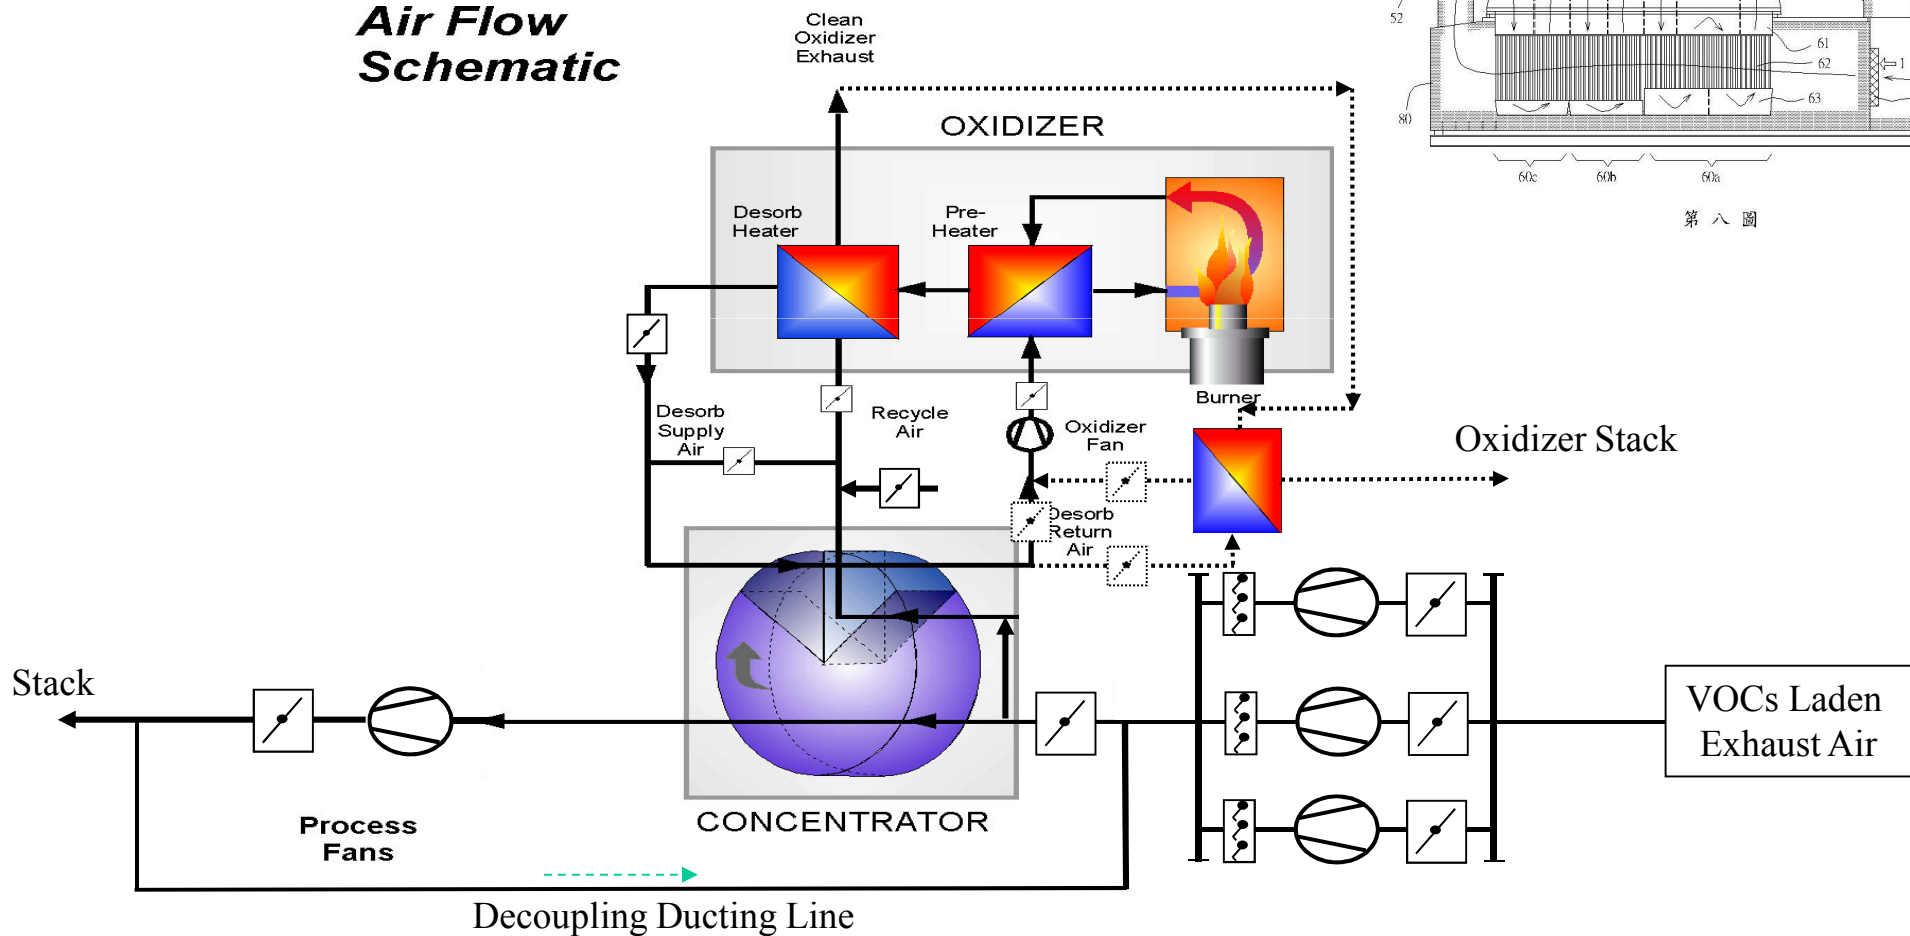 Air Flow
Schematic
Clean
Oxidizer
Exhaust
52
61
62
1
63
80
60c
60b
60a
第八圖
OXIDIZER
Desorb
Heater
Pre-
Heater
Burner
Desorb
Supply
Air
Recycle
Air
Oxidizer
Fan
Oxidizer Stack
Desorb
Return
Air
Stack
VOCs Laden
Exhaust Air
CONCENTRATOR
Process
Fans
Decoupling Ducting Line